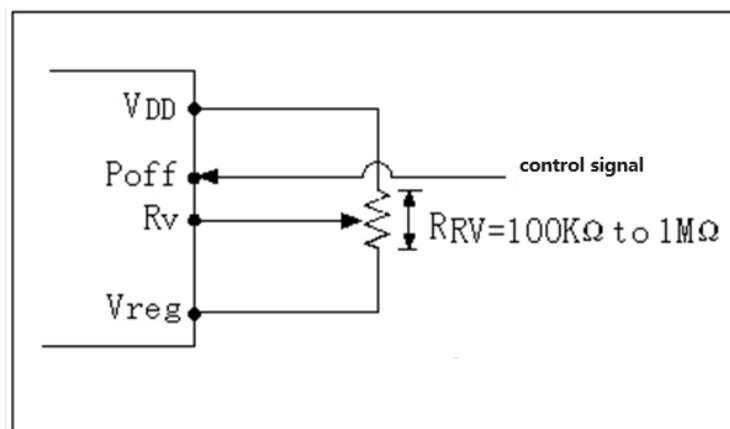 VDD
Poff
control signal
Rv
RRV=100KΩ to 1MΩ
Vreg